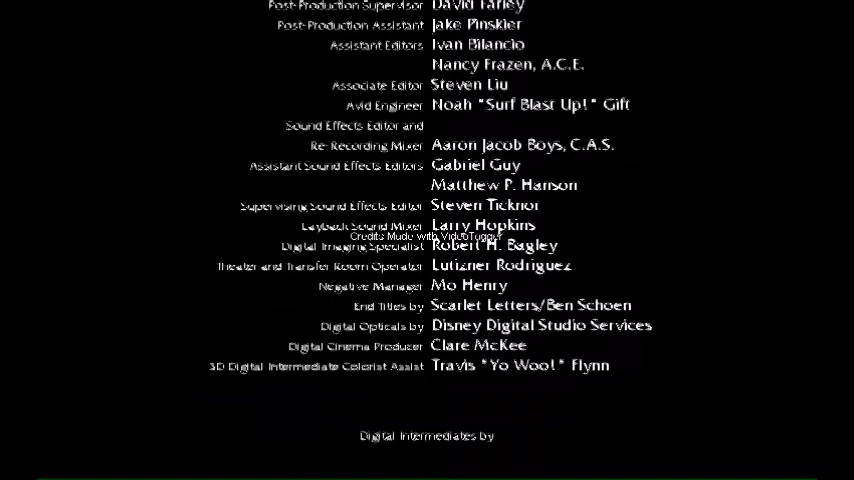 Post-Production Supervisor David Farley
Post-Production Assistant Jake Pinskier
Assistant Editors Ivan Bilancio
Nancy Frazen, A.C.E.
Associate Editor Steven Liu
Avid Engineer Noah "Surf Blast Up!" Gift
Sound Effects Editor and
Re-Recording Mixer Aaron Jacob Boys, C.A.S.
Assistant Sound Effects Editors Gabriel Guy
Matthew P. Hanson
Supervising Sound Effects Editor Steven Ticknor
Layback Sound Mixer Larry Hopkins
Credits Made with VideoTugger
Digital Imaging Specialist Robert H. Bagley
Theater and Transfer Room Operator Lutizner Rodriguez
Negative Manager Mo Henry
End Titles by Scarlet Letters/Ben Schoen
Digital Opticals by Disney Digital Studio Services
Digital Cinema Producer Clare McKee
3D Digital Intermediate Colorist Assist Travis "Yo Woo!" Flynn
Digital Intermediates by